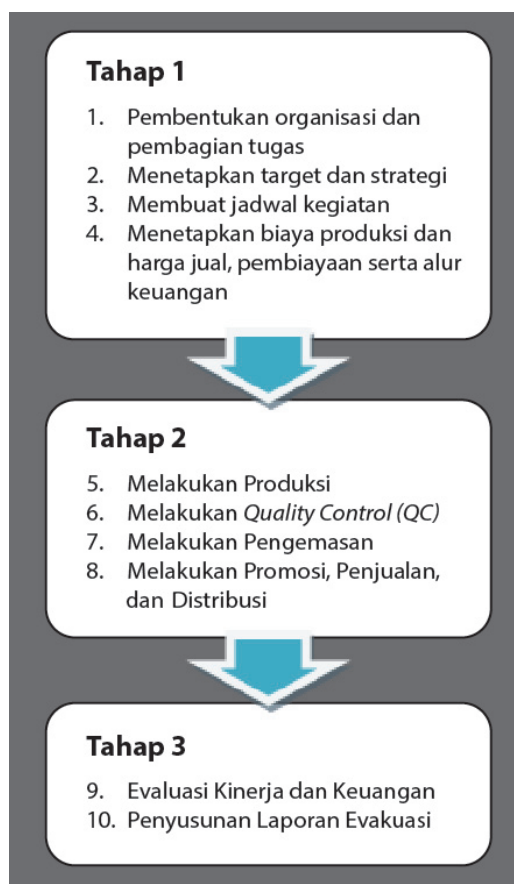 Tahap 1
1. Pembentukan organisasi dan
pembagian tugas
2. Menetapkan target dan strategi
3. Membuat jadwal kegiatan
4. Menetapkan biaya produksi dan
harga jual, pembiayaan serta alur
keuangan
Tahap 2
5. Melakukan Produksi
6. Melakukan Quality Control (QC)
7. Melakukan Pengemasan
8. Melakukan Promosi, Penjualan,
dan Distribusi
Tahap 3
9. Evaluasi Kinerja dan Keuangan
10. Penyusunan Laporan Evakuasi